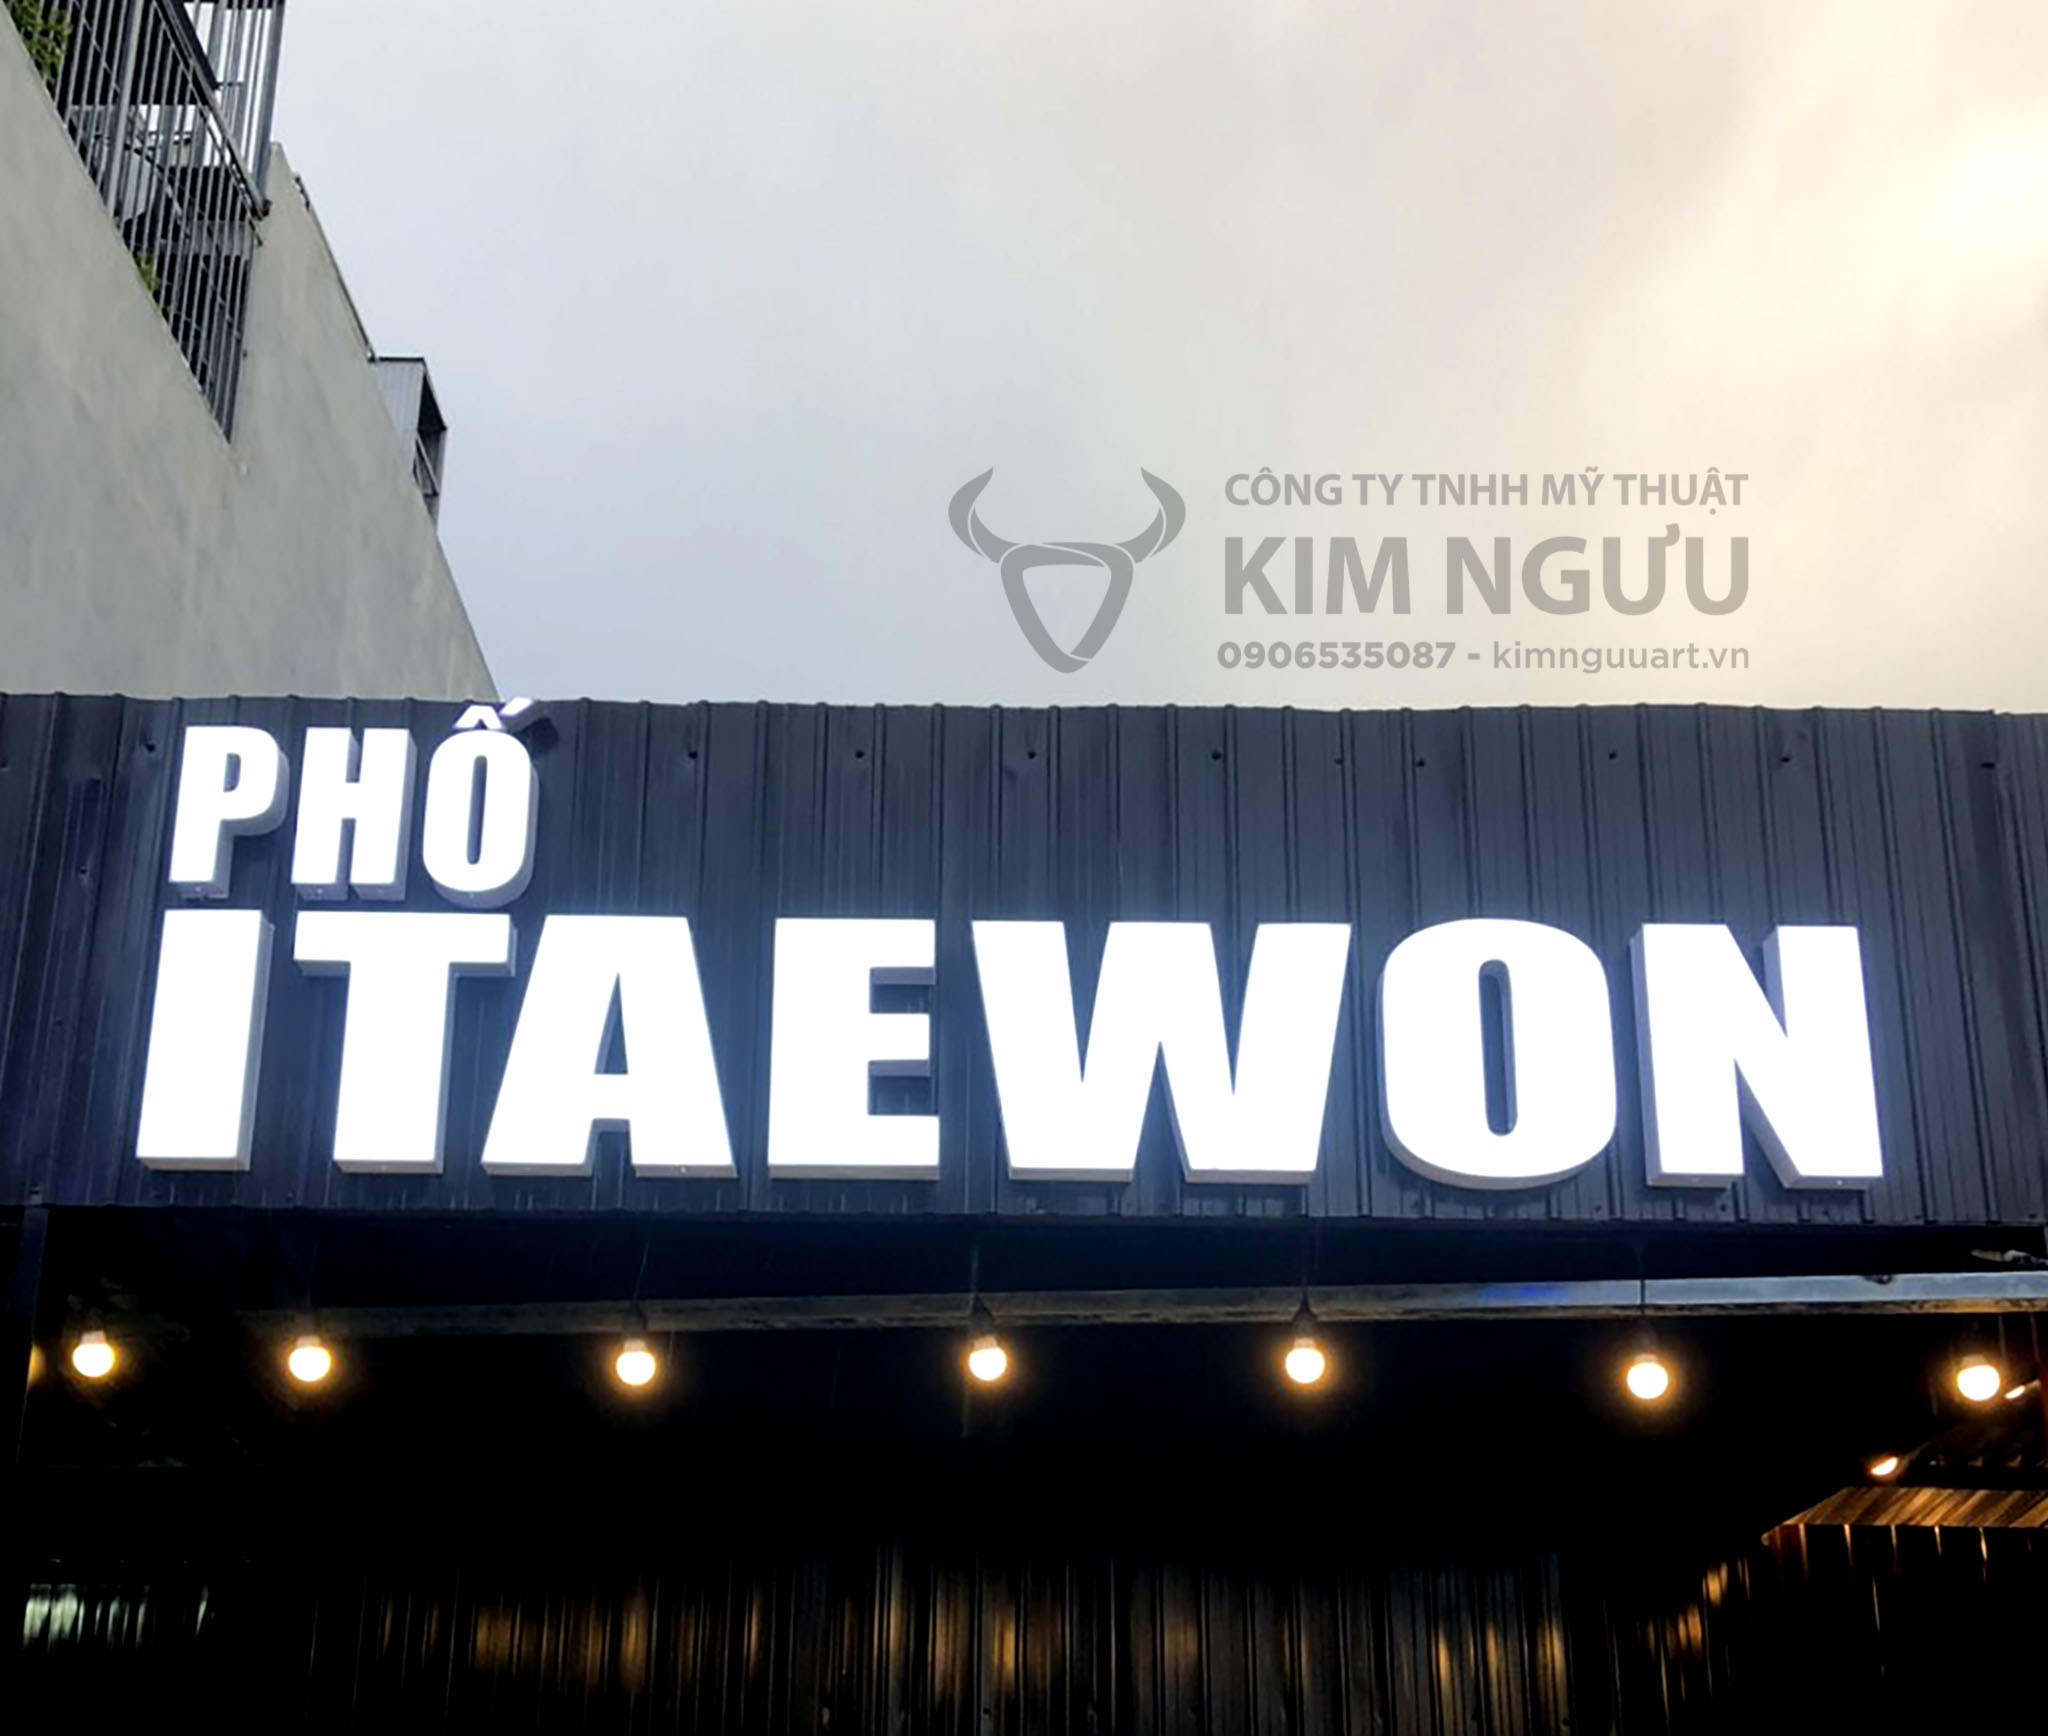 CÔNG TY TNHH MỸ THUẬT
KIM NGƯU
0906535087 - kimnguuart.vn
PHỐ
ITAEWON